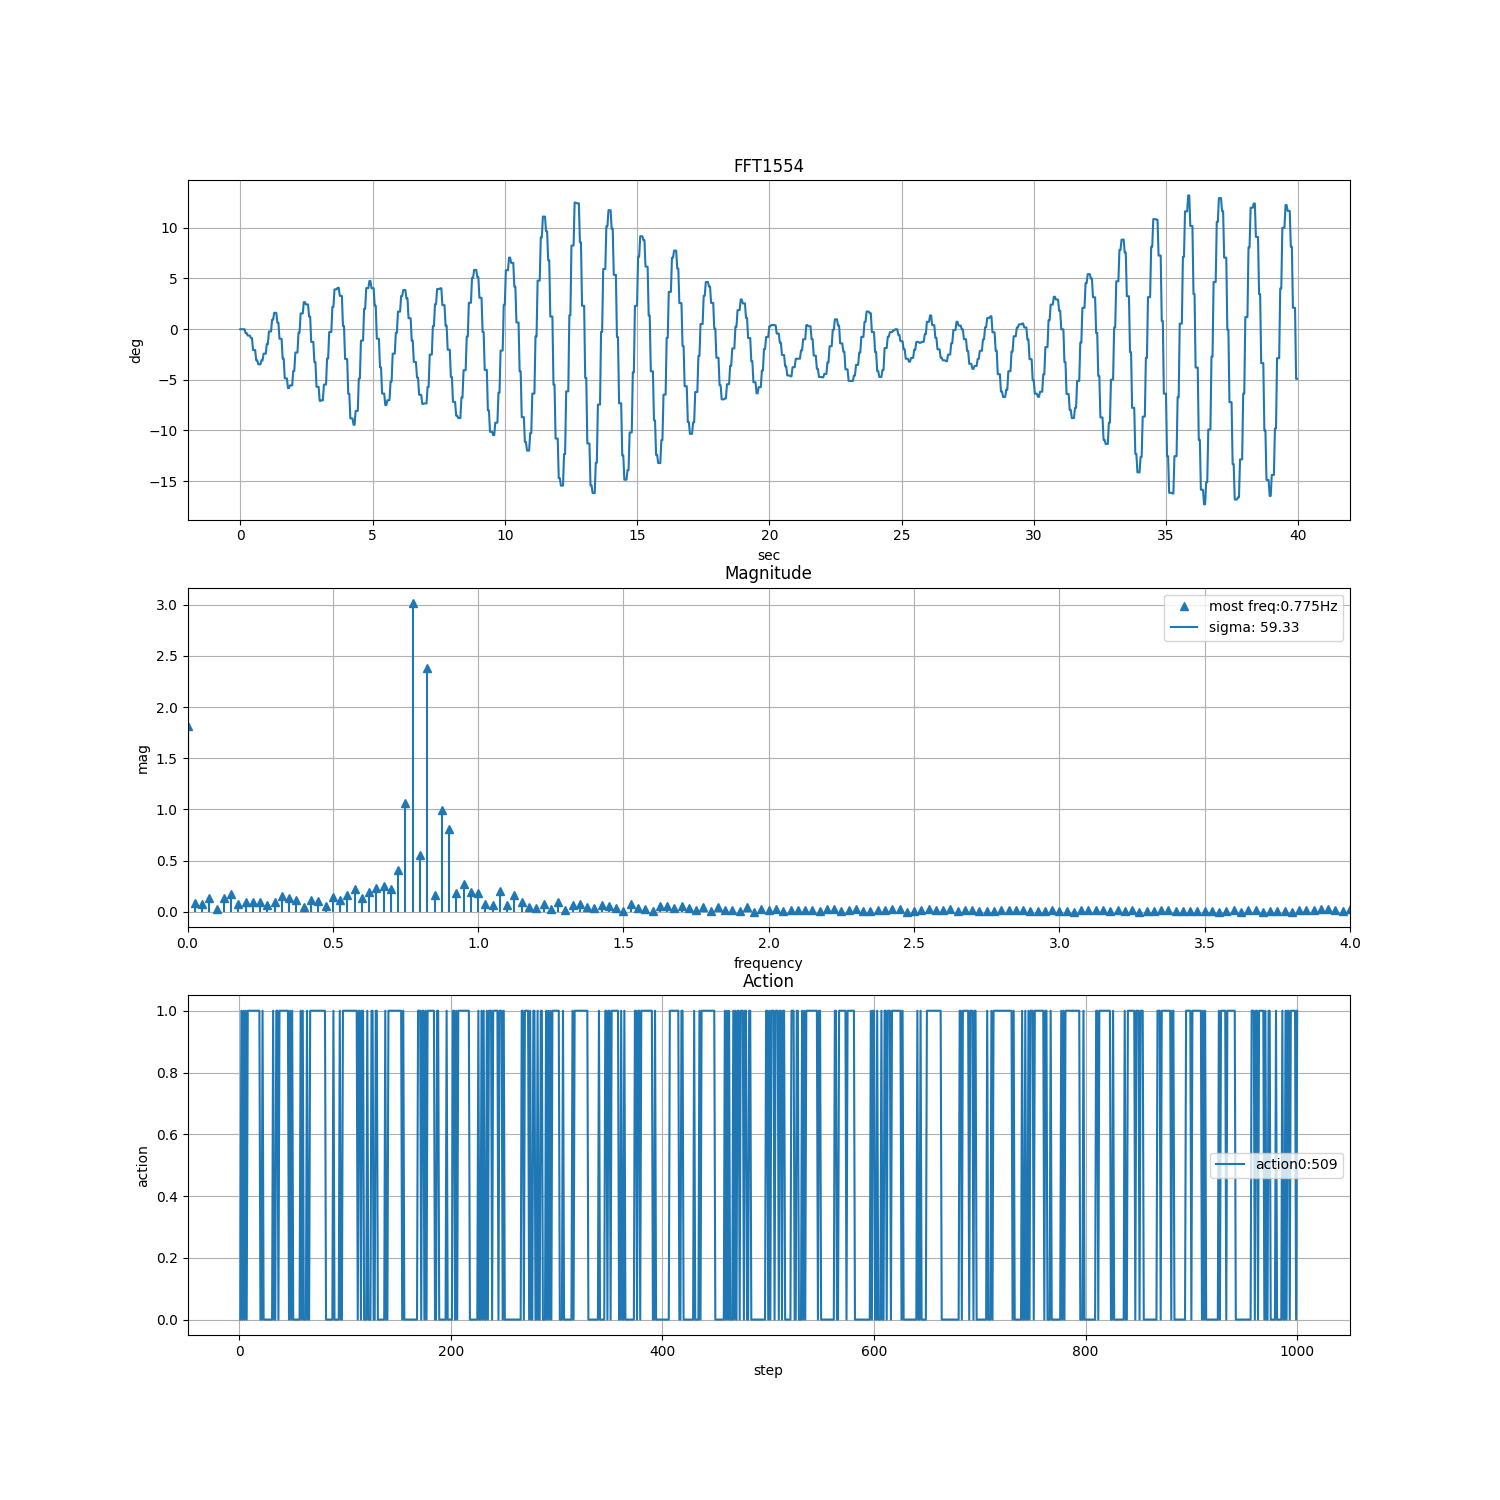 FFT1554
10
5
0
−5
−10
−15
deg
0 5 10 15 20 25 30 35 40
sec
Magnitude
3.0
2.5
2.0
1.5
1.0
0.5
0.0
mag
most freq:0.775Hz
sigma: 59.33
0.0 0.5 1.0 1.5 2.0 2.5 3.0 3.5 4.0
frequency
Action
1.0
0.8
0.6
0.4
0.2
0.0
action
action0:509
0 200 400 600 800 1000
step